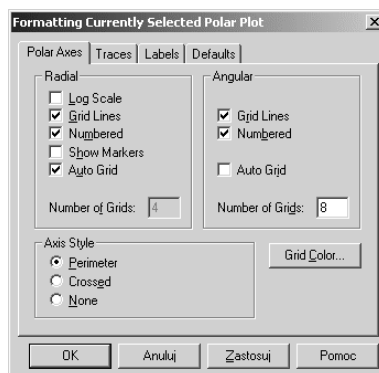 Formatting Currently Selected Polar Plot
Polar Axes Traces Labels Defaults
Radial
Log Scale
Grid Lines
Numbered
Show Markers
Auto Grid
Number of Grids: 4
Angular
Grid Lines
Numbered
Auto Grid
Number of Grids: 8
Axis Style
Perimeter
Crossed
None
Grid Color...
OK Anuluj Zastosuj Pomoc